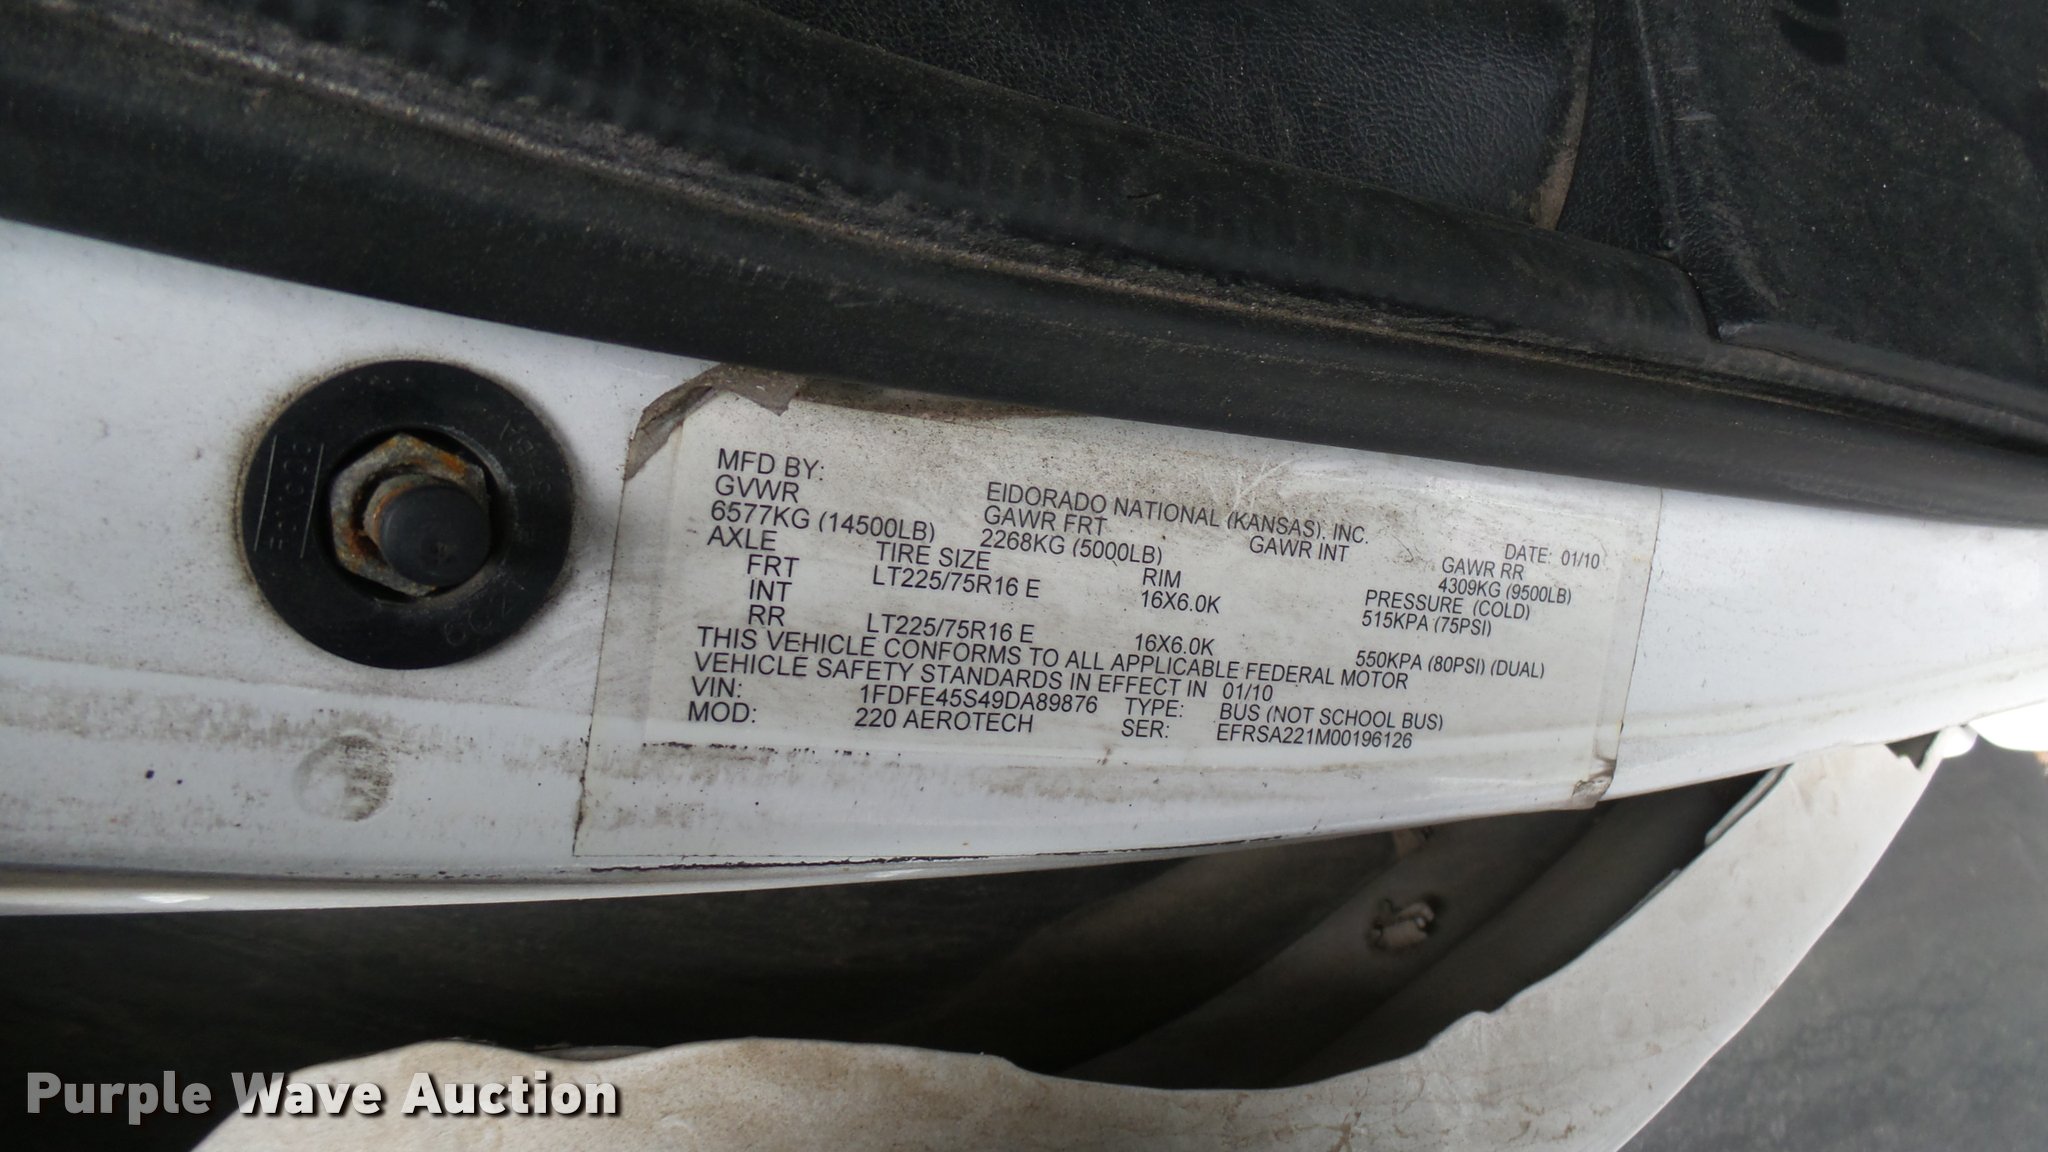 MFD BY: EIDORADO NATIONAL (KANSAS), INC. DATE: 01/10
GVWR GAWR FRT GAWR INT GAWR RR
6577KG (14500LB) 2268KG (5000LB) 4309KG (9500LB)
AXLE TIRE SIZE RIM PRESSURE (COLD)
FRT LT225/75R16 E 16X6.0K 515KPA (75PSI)
INT
RR LT225/75R16 E 16X6.0K 550KPA (80PSI) (DUAL)
THIS VEHICLE CONFORMS TO ALL APPLICABLE FEDERAL MOTOR
VEHICLE SAFETY STANDARDS IN EFFECT IN 01/10
VIN: 1FDFE45S49DA89876 TYPE: BUS (NOT SCHOOL BUS)
MOD: 220 AEROTECH SER: EFRSA221M00196126
Purple Wave Auction